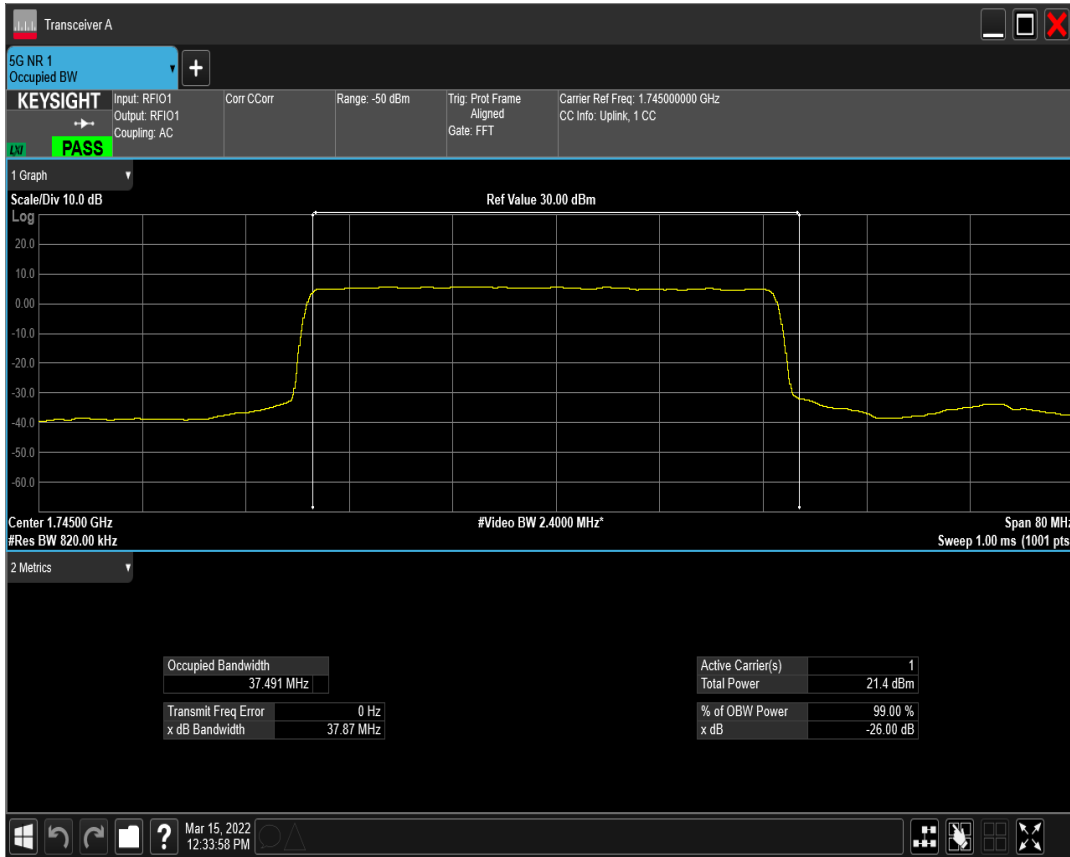 Transceiver A
5G NR 1
Occupied BW
+
KEYSIGHT
LXI
PASS
Input: RFIO1
Output: RFIO1
Coupling: AC
Corr CCorr
Range: -50 dBm
Trig: Prot Frame
Aligned
Gate: FFT
Carrier Ref Freq: 1.745000000 GHz
CC Info: Uplink, 1 CC
1 Graph
Scale/Div 10.0 dB
Ref Value 30.00 dBm
Log
20.0
10.0
0.00
-10.0
-20.0
-30.0
-40.0
-50.0
-60.0
Center 1.74500 GHz
#Video BW 2.4000 MHz*
Span 80 MHz
#Res BW 820.00 kHz
Sweep 1.00 ms (1001 pts
2 Metrics
Occupied Bandwidth
37.491 MHz
Transmit Freq Error 0 Hz
x dB Bandwidth 37.87 MHz
Active Carrier(s) 1
Total Power 21.4 dBm
% of OBW Power 99.00 %
x dB -26.00 dB
?
Mar 15, 2022
12:33:58 PM